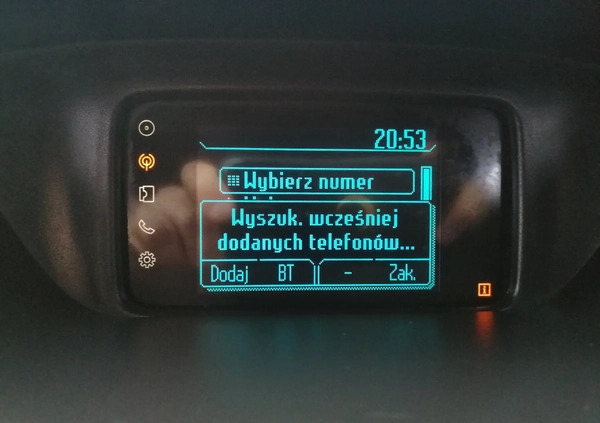 20:53
Wybierz numer
Wyszuk. wcześniej
dodanych telefonów...
Dodaj BT - Zak.
i